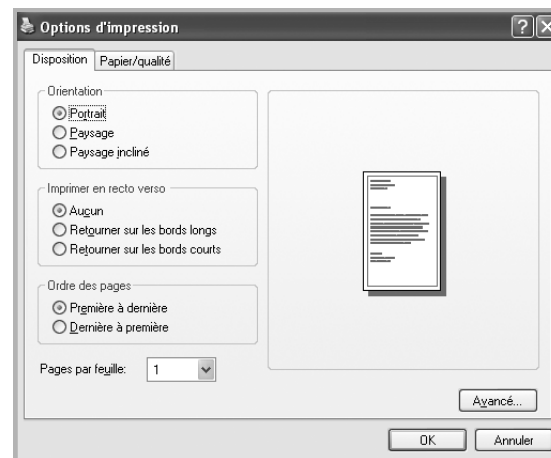 Options d'impression
Disposition Papier/qualité
Orientation
Portrait
Paysage
Paysage incliné
Imprimer en recto verso
Aucun
Retourner sur les bords longs
Retourner sur les bords courts
Ordre des pages
Première à dernière
Dernière à première
Pages par feuille: 1
Avancé...
OK Annuler